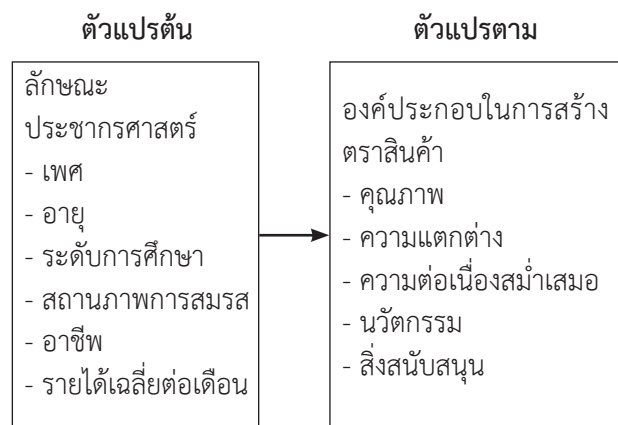 ตัวแปรต้น
ลักษณะ
ประชากรศาสตร์
- เพศ
- อายุ
- ระดับการศึกษา
- สถานภาพการสมรส
- อาชีพ
- รายได้เฉลี่ยต่อเดือน
ตัวแปรตาม
องค์ประกอบในการสร้าง
ตราสินค้า
- คุณภาพ
- ความแตกต่าง
- ความต่อเนื่องสม่ำเสมอ
- นวัตกรรม
- สิ่งสนับสนุน